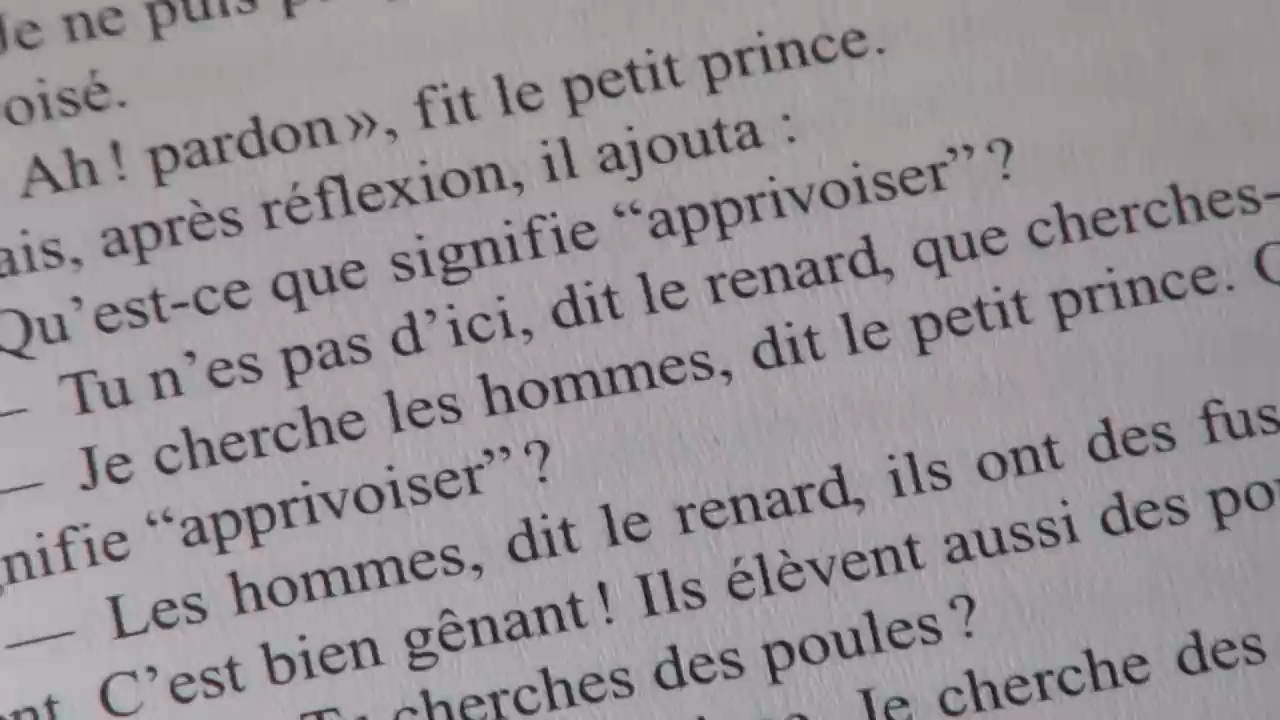 Je ne puis
oisé.
Ah ! pardon », fit le petit prince.
ais, après réflexion, il ajouta :
Qu’est-ce que signifie “apprivoiser” ?
— Tu n’es pas d’ici, dit le renard, que cherches-
— Je cherche les hommes, dit le petit prince.
nifie “apprivoiser” ?
— Les hommes, dit le renard, ils ont des fus
C’est bien gênant ! Ils élèvent aussi des po
cherches des poules ?
Je cherche des